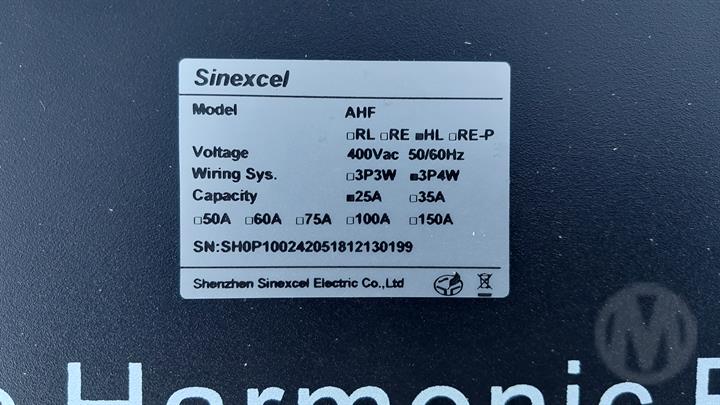 Sinexcel
Model AHF
□RL □RE ■HL □RE-P
Voltage 400Vac 50/60Hz
Wiring Sys. □3P3W ■3P4W
Capacity ■25A □35A
□50A □60A □75A □100A □150A
SN:SH0P100242051812130199
Shenzhen Sinexcel Electric Co.,Ltd
M
Harmonic